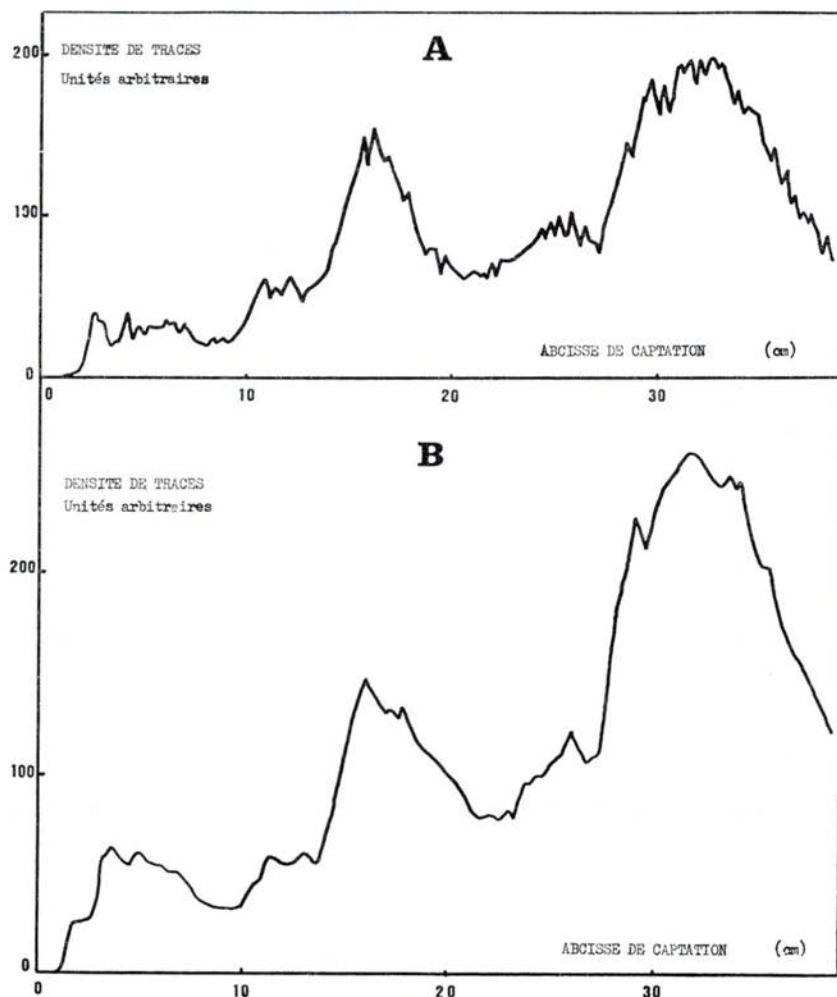 A
DENSITE DE TRACES
Unités arbitraires
200
100
0
ABCISSE DE CAPTATION (cm)
0 10 20 30
B
DENSITE DE TRACES
Unités arbitraires
200
100
0
ABCISSE DE CAPTATION (cm)
0 10 20 30